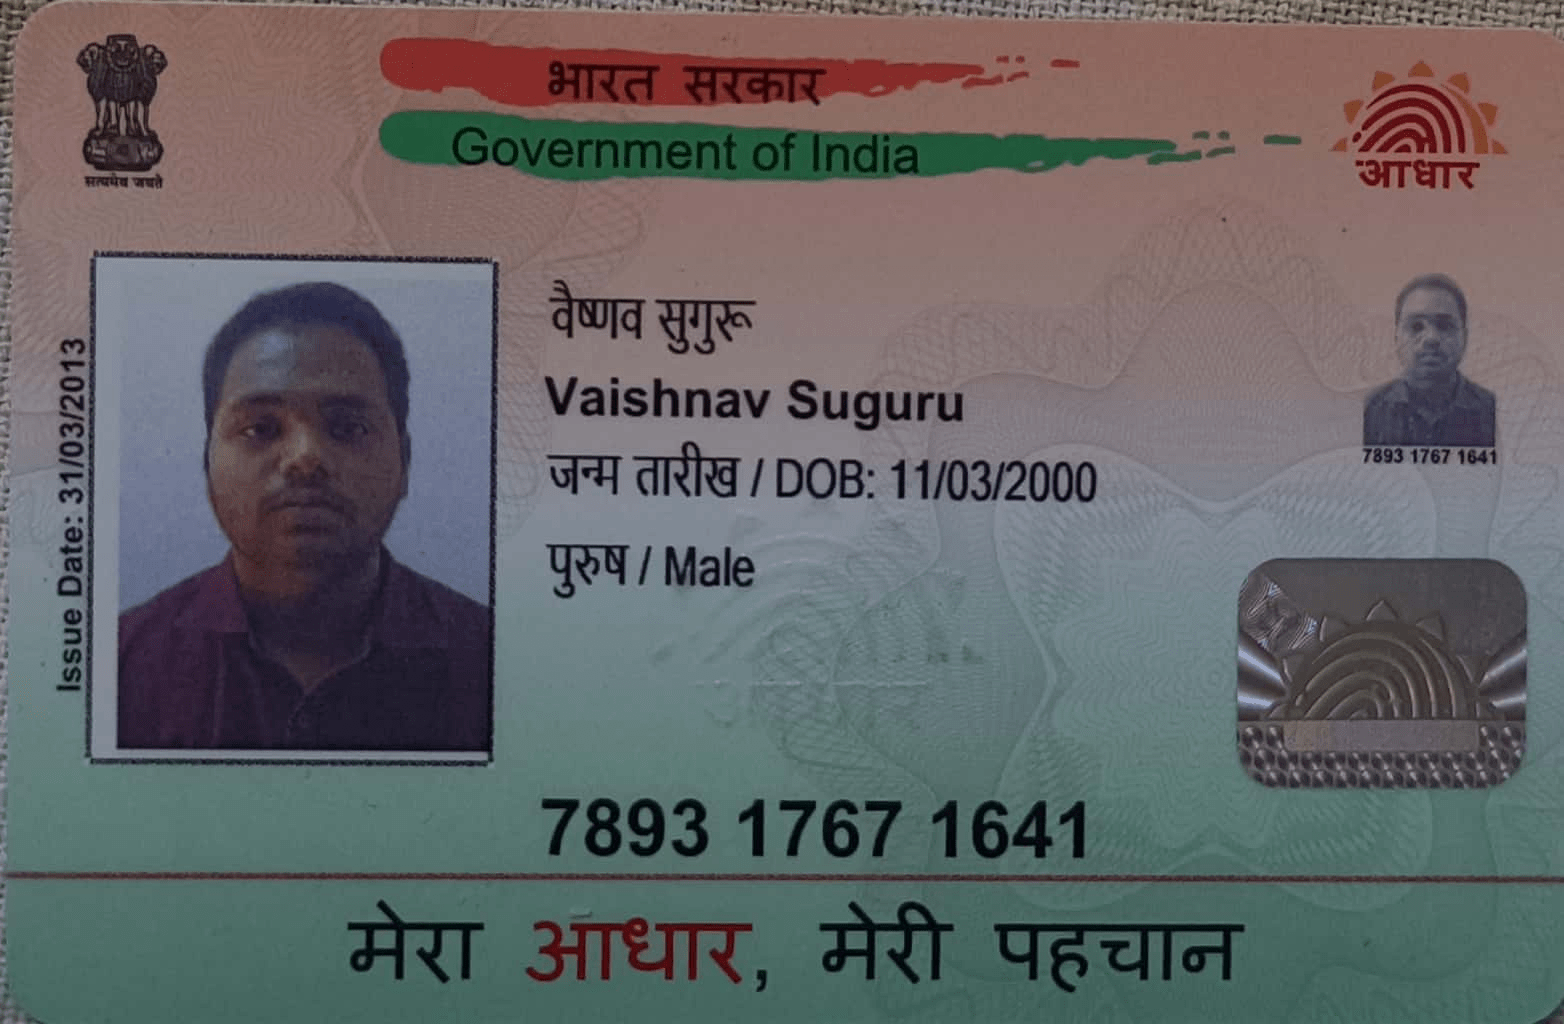 भारत सरकार
Government of India
सत्यमेव जयते
आधार
Issue Date: 31/03/2013
वैष्णव सुगुरू
Vaishnav Suguru
जन्म तारीख / DOB: 11/03/2000
पुरुष / Male
7893 1767 1641
7893 1767 1641
मेरा आधार, मेरी पहचान